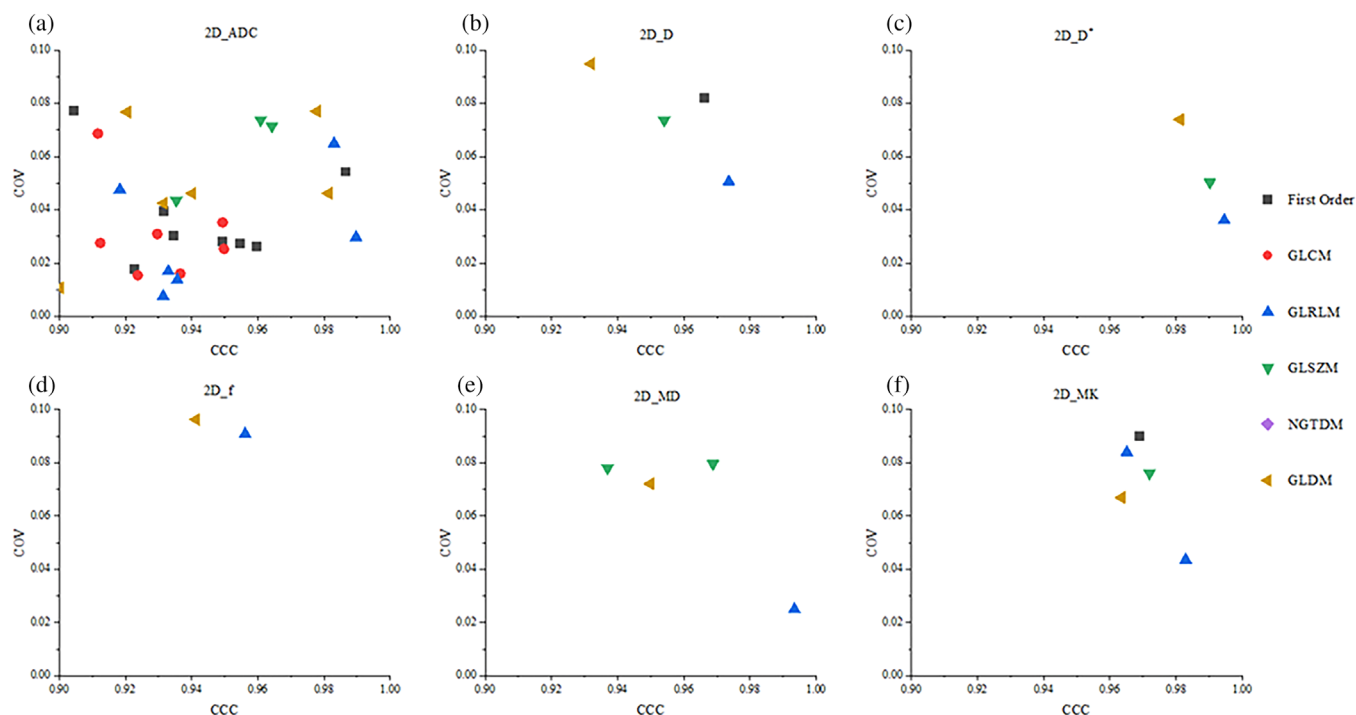 (a)
2D_ADC
0.10
0.08
0.06
0.04
0.02
0.00
COV
0.90
0.92
0.94
0.96
0.98
1.00
CCC
(b)
2D_D
0.10
0.08
0.06
0.04
0.02
0.00
COV
0.90
0.92
0.94
0.96
0.98
1.00
CCC
(c)
2D_D*
0.10
0.08
0.06
0.04
0.02
0.00
COV
0.90
0.92
0.94
0.96
0.98
1.00
CCC
First Order
GLCM
GLRLM
GLSZM
NGTDM
GLDM
(d)
2D_f
0.10
0.08
0.06
0.04
0.02
0.00
COV
0.90
0.92
0.94
0.96
0.98
1.00
CCC
(e)
2D_MD
0.10
0.08
0.06
0.04
0.02
0.00
COV
0.90
0.92
0.94
0.96
0.98
1.00
CCC
(f)
2D_MK
0.10
0.08
0.06
0.04
0.02
0.00
COV
0.90
0.92
0.94
0.96
0.98
1.00
CCC